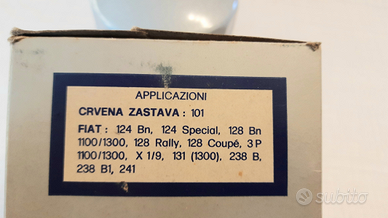 APPLICAZIONI
CRVENA ZASTAVA : 101
FIAT : 124 Bn, 124 Special, 128 Bn
1100/1300, 128 Rally, 128 Coupé, 3 P
1100/1300, X 1/9, 131 (1300), 238 B,
238 B1, 241
subito